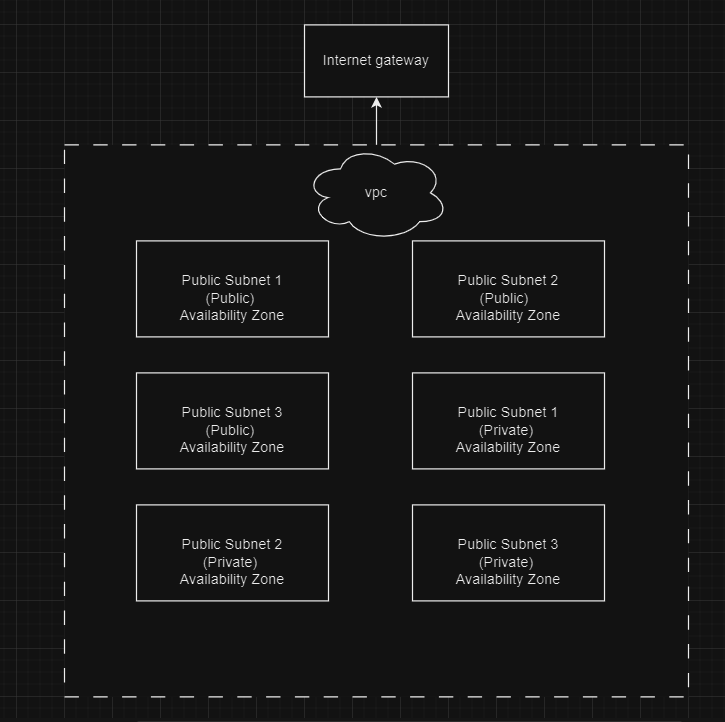 Internet gateway
vpc
Public Subnet 1
(Public)
Availability Zone
Public Subnet 2
(Public)
Availability Zone
Public Subnet 3
(Public)
Availability Zone
Public Subnet 1
(Private)
Availability Zone
Public Subnet 2
(Private)
Availability Zone
Public Subnet 3
(Private)
Availability Zone